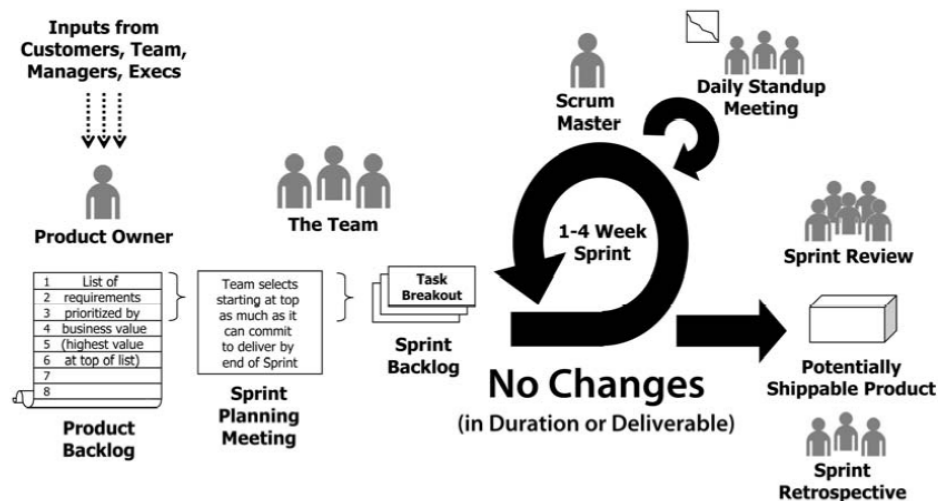 Inputs from
Customers, Team,
Managers, Execs
Product Owner
The Team
Scrum
Master
Daily Standup
Meeting
1-4 Week
Sprint
Sprint Review
1 List of
2 requirements
3 prioritized by
4 business value
5 (highest value
6 at top of list)
7
8
Product
Backlog
Team selects
starting at top
as much as it
can commit
to deliver by
end of Sprint
Sprint
Planning
Meeting
Task
Breakout
Sprint
Backlog
No Changes
(in Duration or Deliverable)
Potentially
Shippable Product
Sprint
Retrospective